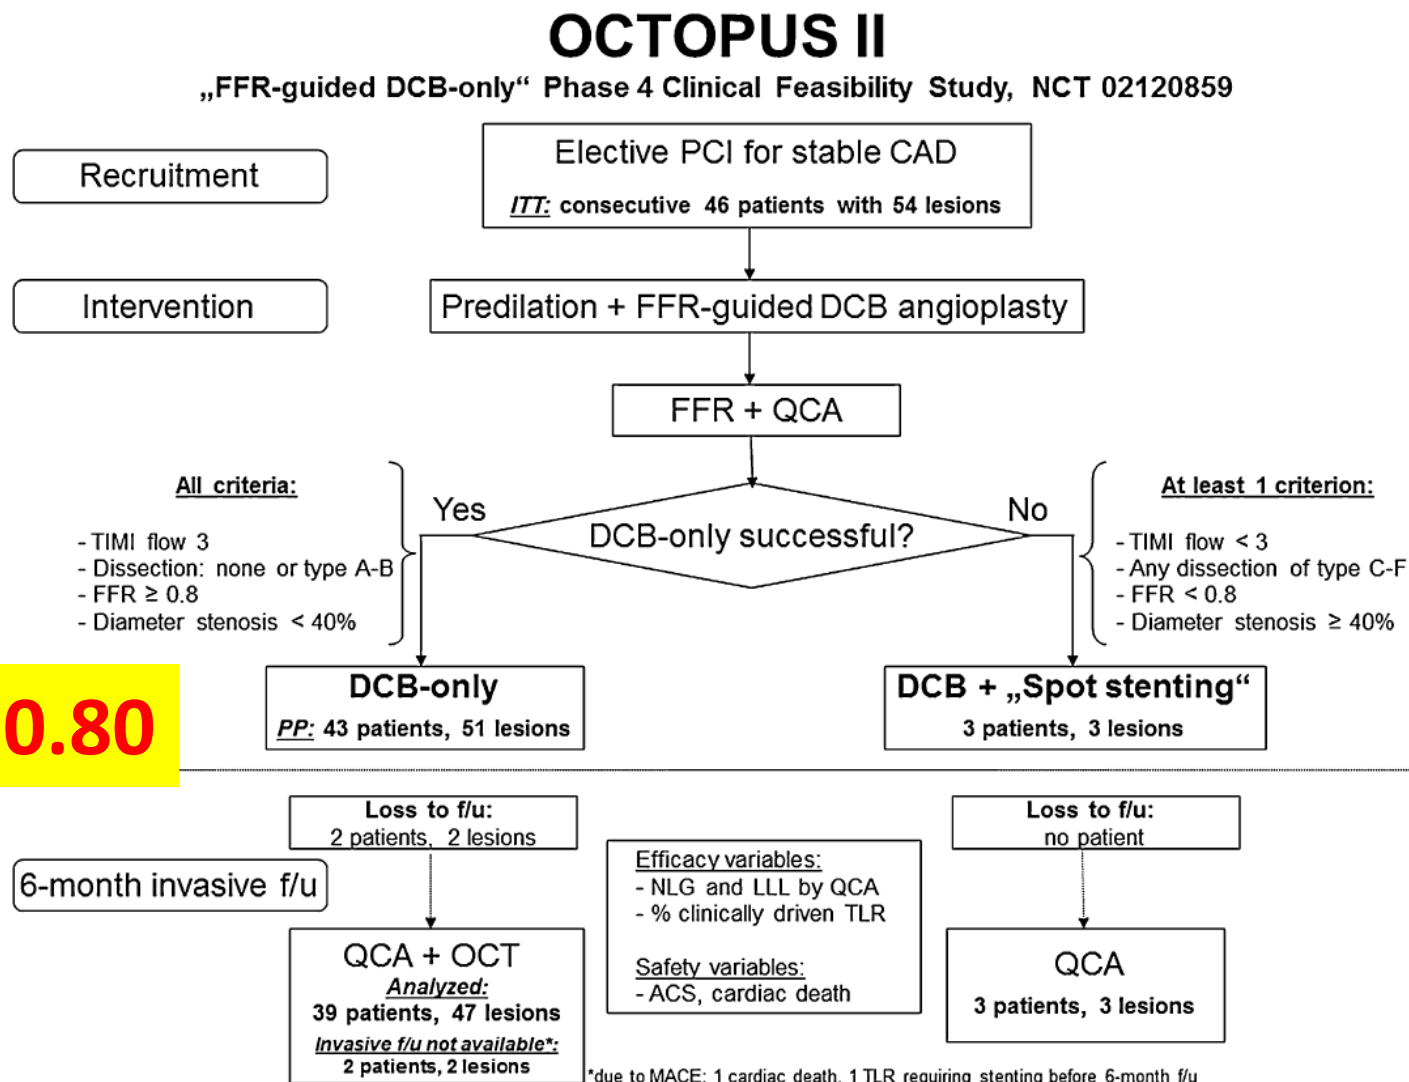 OCTOPUS II
„FFR-guided DCB-only“ Phase 4 Clinical Feasibility Study, NCT 02120859
Recruitment
Elective PCI for stable CAD
ITT: consecutive 46 patients with 54 lesions
Intervention
Predilation + FFR-guided DCB angioplasty
FFR + QCA
All criteria:
- TIMI flow 3
- Dissection: none or type A-B
- FFR ≥ 0.8
- Diameter stenosis < 40%
Yes
DCB-only successful?
No
At least 1 criterion:
- TIMI flow < 3
- Any dissection of type C-F
- FFR < 0.8
- Diameter stenosis ≥ 40%
0.80
DCB-only
PP: 43 patients, 51 lesions
DCB + „Spot stenting“
3 patients, 3 lesions
Loss to f/u:
2 patients, 2 lesions
Loss to f/u:
no patient
6-month invasive f/u
Efficacy variables:
- NLG and LLL by QCA
- % clinically driven TLR
Safety variables:
- ACS, cardiac death
QCA + OCT
Analyzed:
39 patients, 47 lesions
Invasive f/u not available*:
2 patients, 2 lesions
QCA
3 patients, 3 lesions
*due to MACE: 1 cardiac death, 1 TLR requiring stenting before 6-month f/u